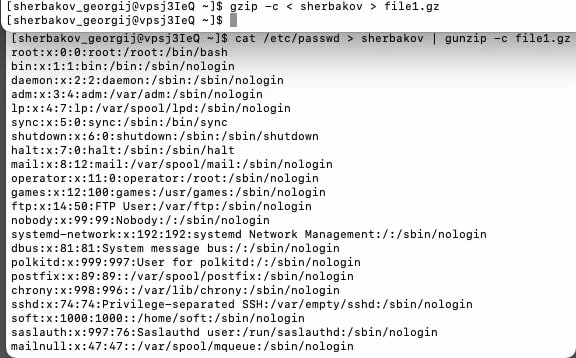 [sherbakov_georgij@vpsj3IeQ ~]$ gzip -c < sherbakov > file1.gz
[sherbakov_georgij@vpsj3IeQ ~]$
[sherbakov_georgij@vpsj3IeQ ~]$ cat /etc/passwd > sherbakov | gunzip -c file1.gz
root:x:0:0:root:/root:/bin/bash
bin:x:1:1:bin:/bin:/sbin/nologin
daemon:x:2:2:daemon:/sbin:/sbin/nologin
adm:x:3:4:adm:/var/adm:/sbin/nologin
lp:x:4:7:lp:/var/spool/lpd:/sbin/nologin
sync:x:5:0:sync:/sbin:/bin/sync
shutdown:x:6:0:shutdown:/sbin:/sbin/shutdown
halt:x:7:0:halt:/sbin:/sbin/halt
mail:x:8:12:mail:/var/spool/mail:/sbin/nologin
operator:x:11:0:operator:/root:/sbin/nologin
games:x:12:100:games:/usr/games:/sbin/nologin
ftp:x:14:50:FTP User:/var/ftp:/sbin/nologin
nobody:x:99:99:Nobody:/:/sbin/nologin
systemd-network:x:192:192:systemd Network Management:/:/sbin/nologin
dbus:x:81:81:System message bus:/:/sbin/nologin
polkitd:x:999:997:User for polkitd:/:/sbin/nologin
postfix:x:89:89::/var/spool/postfix:/sbin/nologin
chrony:x:998:996::/var/lib/chrony:/sbin/nologin
sshd:x:74:74:Privilege-separated SSH:/var/empty/sshd:/sbin/nologin
soft:x:1000:1000::/home/soft:/sbin/nologin
saslauth:x:997:76:Saslauthd user:/run/saslauthd:/sbin/nologin
mailnull:x:47:47::/var/spool/mqueue:/sbin/nologin